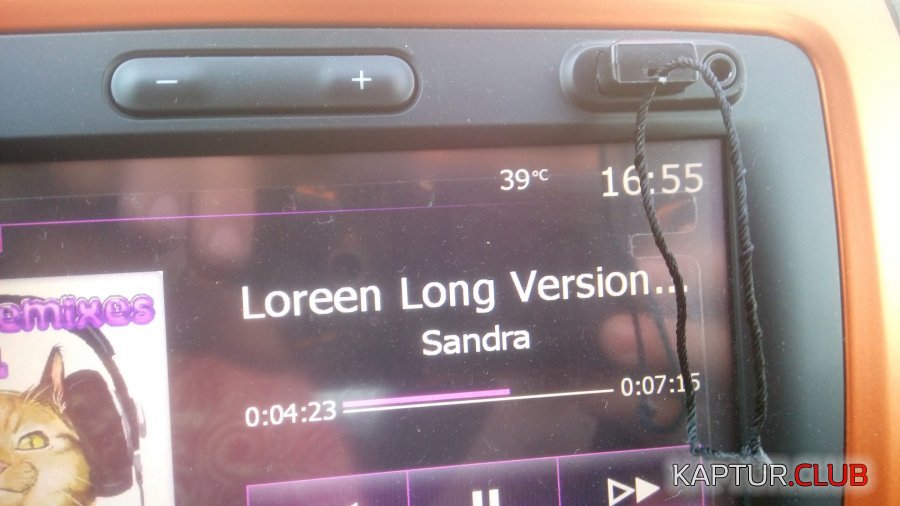 − +
39°C 16:55
emixes
Loreen Long Version...
Sandra
0:04:23 0:07:15
KAPTUR.CLUB